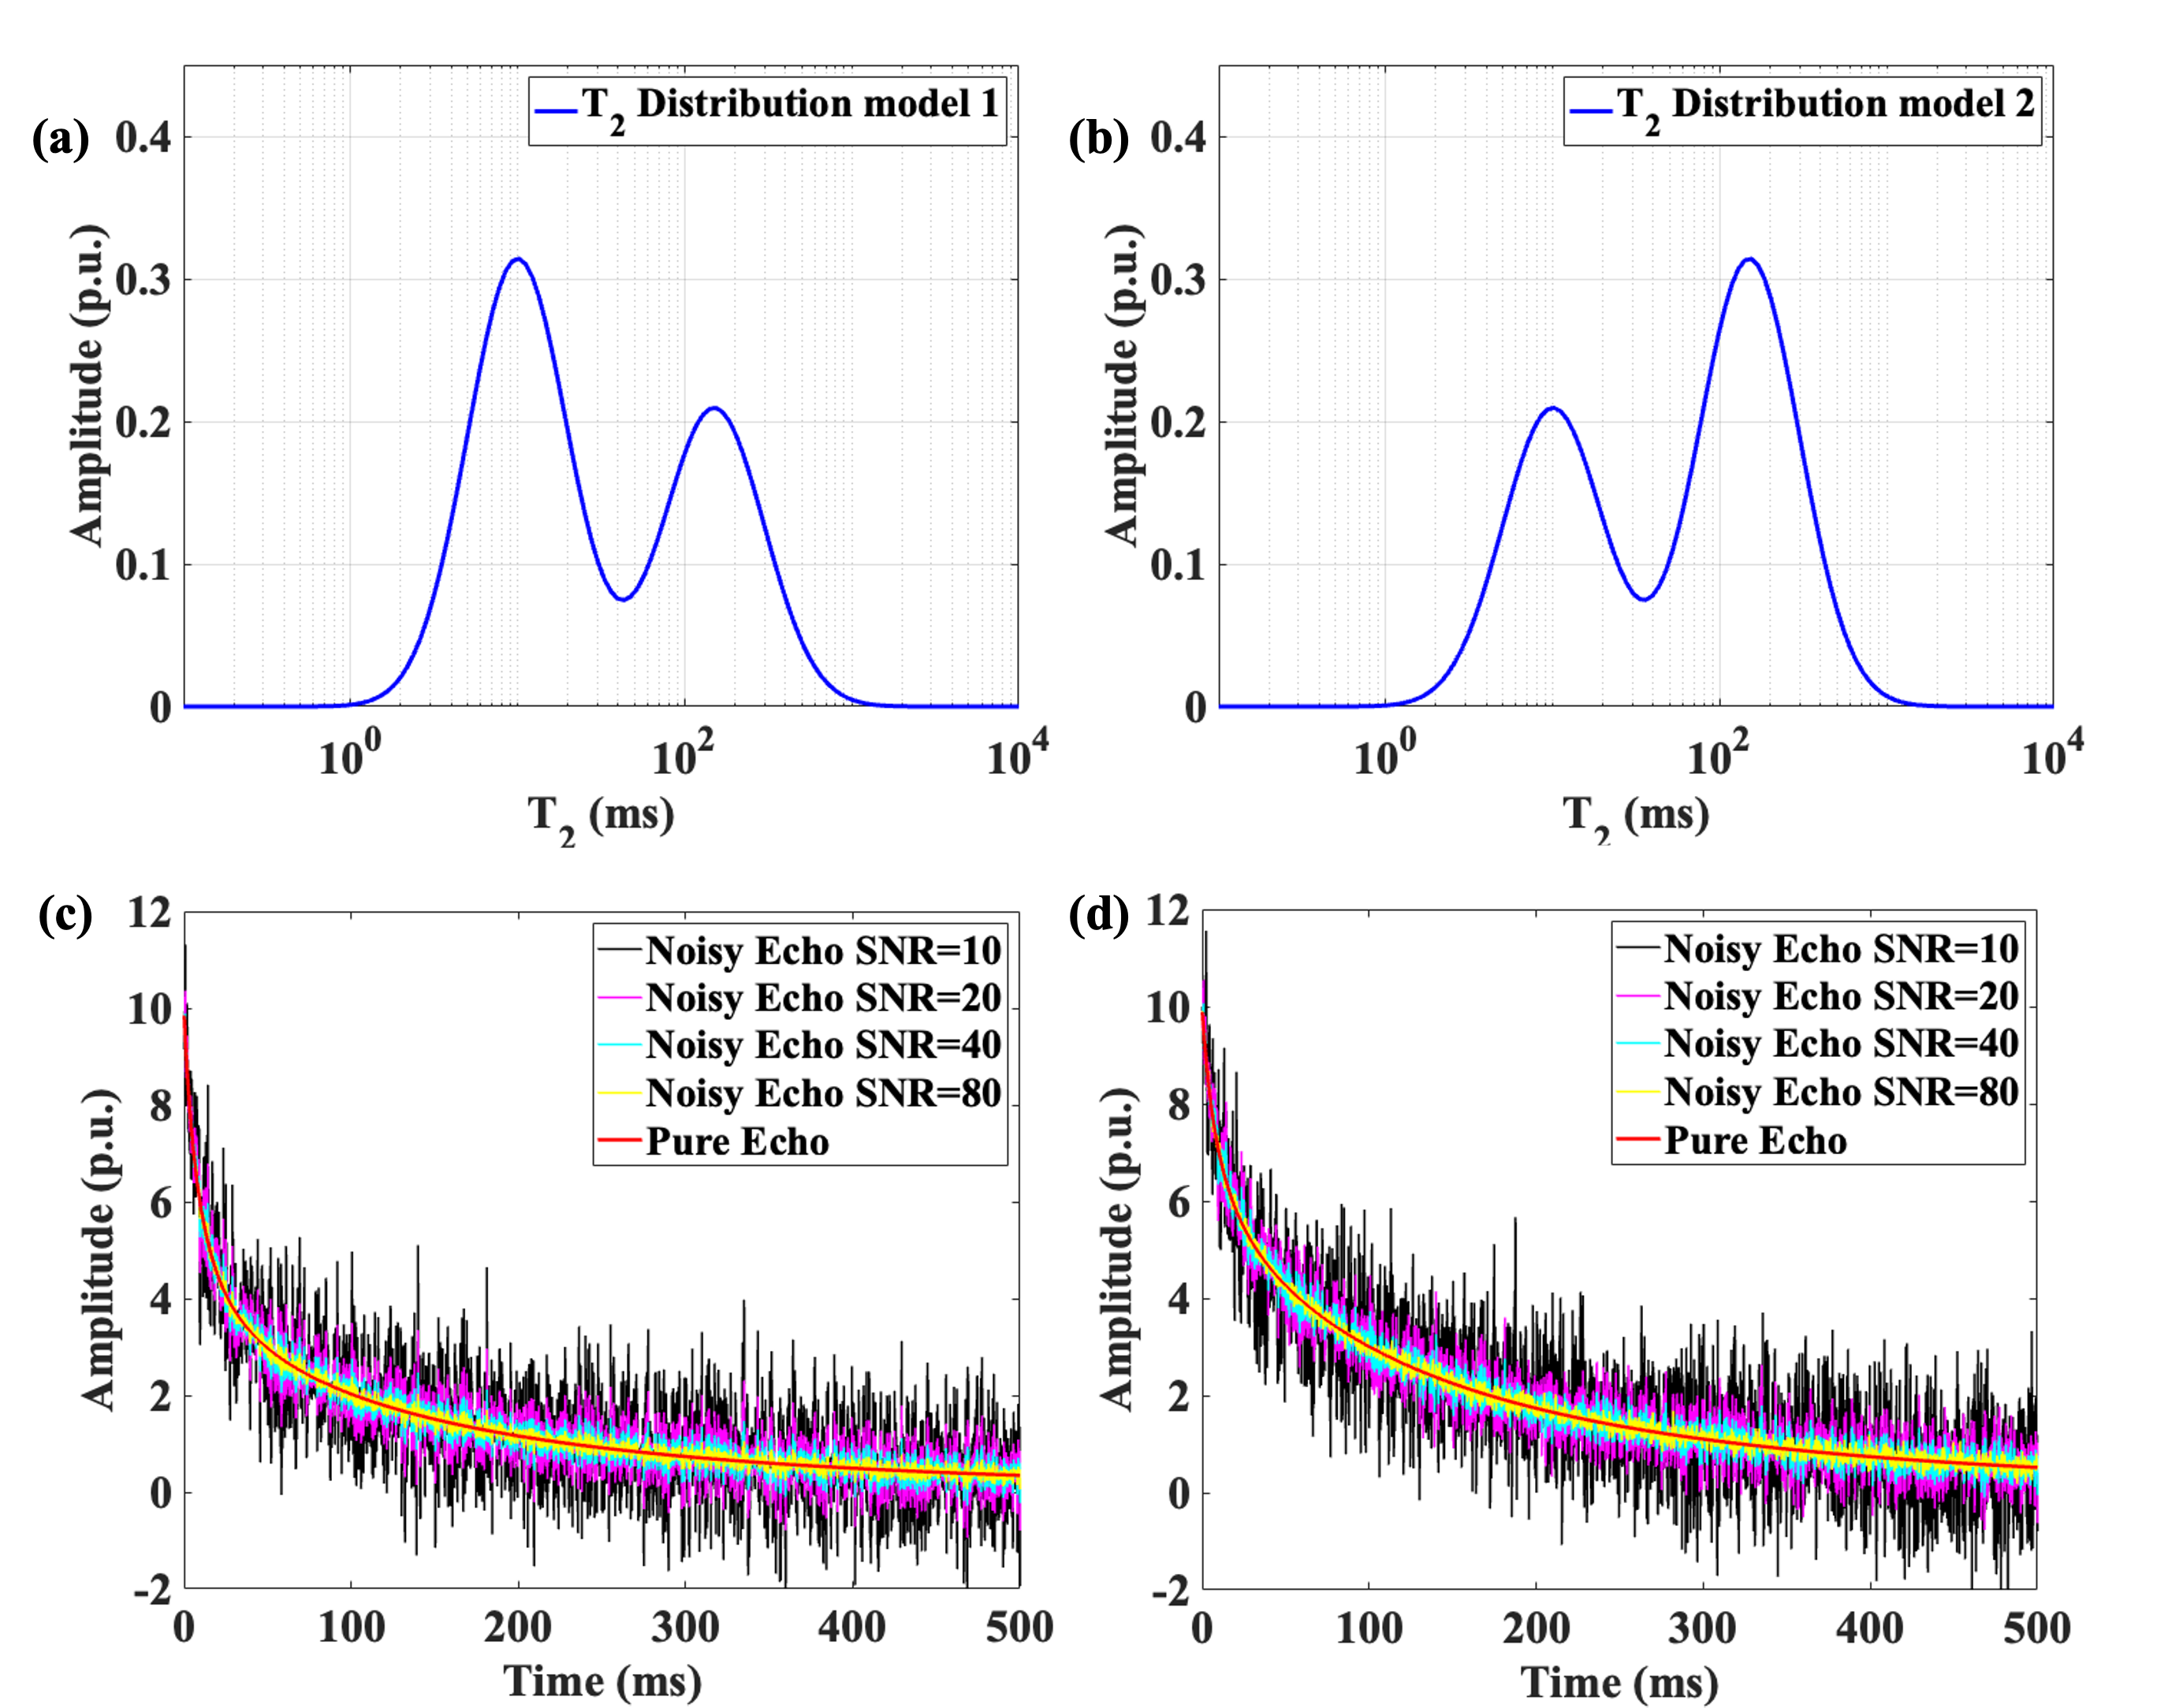 (a)
T2 Distribution model 1
0.4
0.3
0.2
0.1
0
Amplitude (p.u.)
10^0
10^2
10^4
T2 (ms)
(b)
T2 Distribution model 2
0.4
0.3
0.2
0.1
0
Amplitude (p.u.)
10^0
10^2
10^4
T2 (ms)
(c)
12
10
8
6
4
2
0
-2
Amplitude (p.u.)
Noisy Echo SNR=10
Noisy Echo SNR=20
Noisy Echo SNR=40
Noisy Echo SNR=80
Pure Echo
0 100 200 300 400 500
Time (ms)
(d)
12
10
8
6
4
2
0
-2
Amplitude (p.u.)
Noisy Echo SNR=10
Noisy Echo SNR=20
Noisy Echo SNR=40
Noisy Echo SNR=80
Pure Echo
0 100 200 300 400 500
Time (ms)